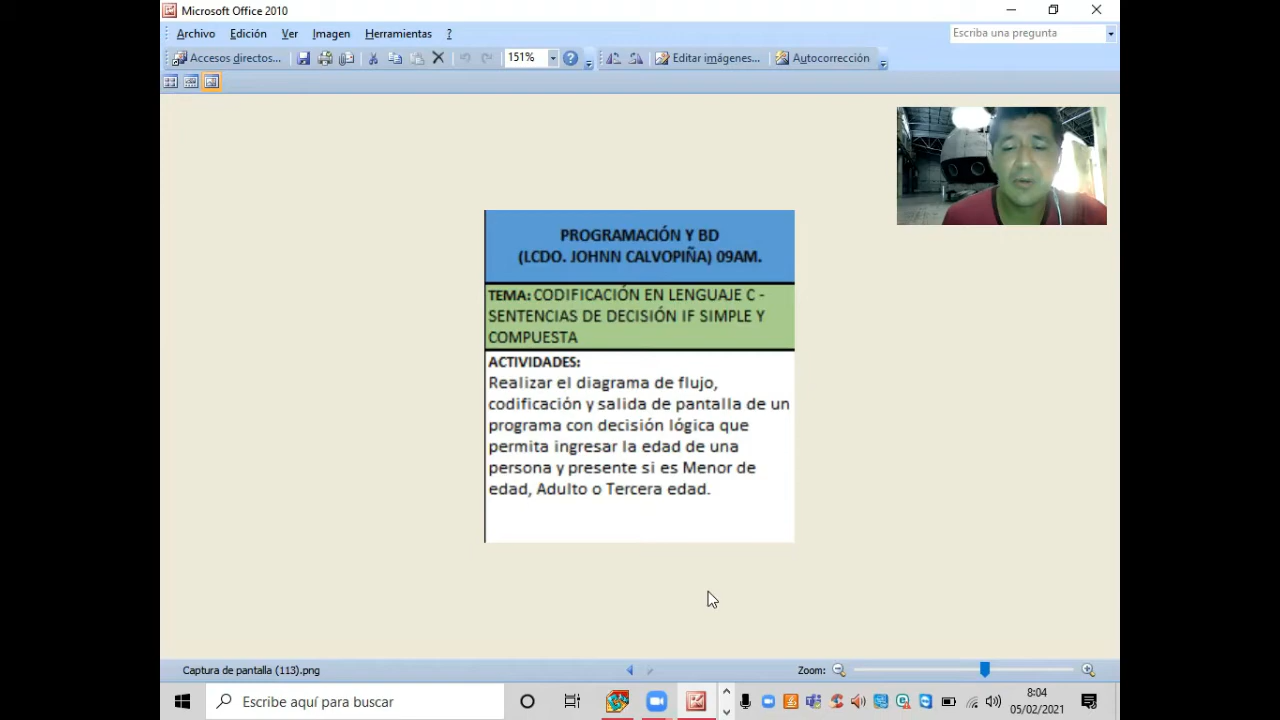 Microsoft Office 2010
Archivo Edición Ver Imagen Herramientas ?
Escriba una pregunta
Accesos directos...
151%
Editar imágenes...
Autocorrección
PROGRAMACIÓN Y BD
(LCDO. JOHNN CALVOPIÑA) 09AM.
TEMA: CODIFICACIÓN EN LENGUAJE C -
SENTENCIAS DE DECISIÓN IF SIMPLE Y
COMPUESTA
ACTIVIDADES:
Realizar el diagrama de flujo,
codificación y salida de pantalla de un
programa con decisión lógica que
permita ingresar la edad de una
persona y presente si es Menor de
edad, Adulto o Tercera edad.
Captura de pantalla (113).png
Zoom:
Escribe aquí para buscar
8:04
05/02/2021